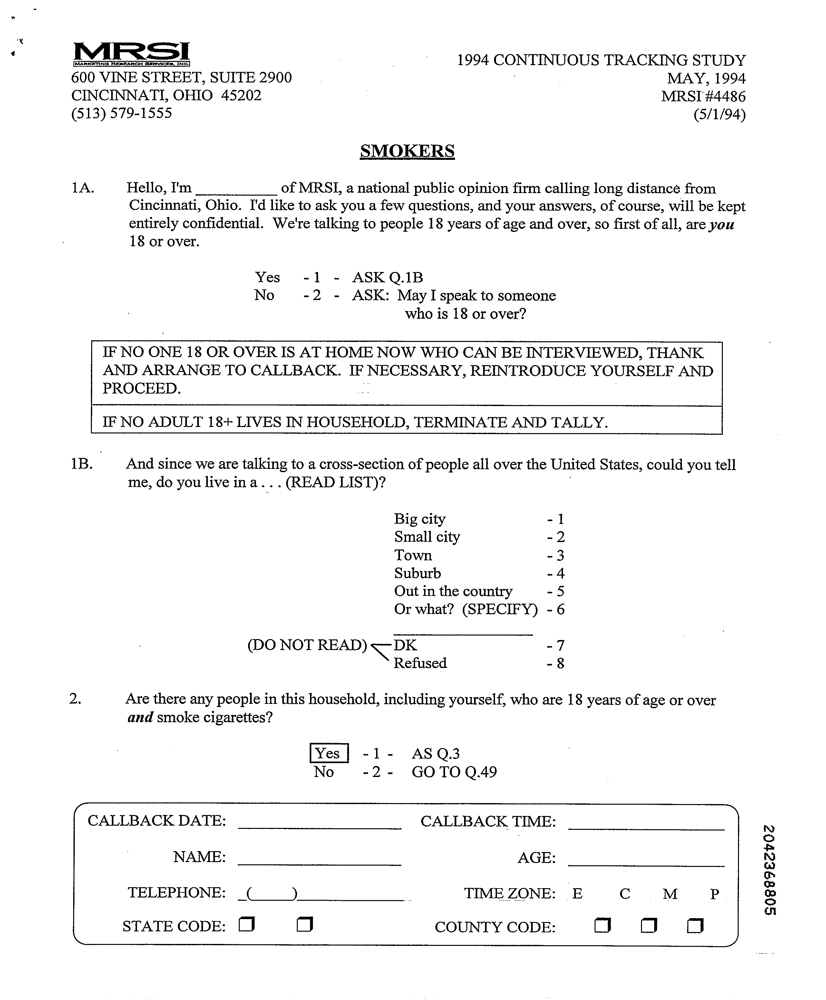 MRSI
MARKETING RESEARCH SERVICES, INC.
600 VINE STREET, SUITE 2900
CINCINNATI, OHIO 45202
(513) 579-1555
1994 CONTINUOUS TRACKING STUDY
MAY, 1994
MRSI #4486
(5/1/94)
SMOKERS
1A. Hello, I'm __________ of MRSI, a national public opinion firm calling long distance from
Cincinnati, Ohio. I'd like to ask you a few questions, and your answers, of course, will be kept
entirely confidential. We're talking to people 18 years of age and over, so first of all, are you
18 or over.
Yes - 1 - ASK Q.1B
No - 2 - ASK: May I speak to someone
who is 18 or over?
IF NO ONE 18 OR OVER IS AT HOME NOW WHO CAN BE INTERVIEWED, THANK
AND ARRANGE TO CALLBACK. IF NECESSARY, REINTRODUCE YOURSELF AND
PROCEED.
IF NO ADULT 18+ LIVES IN HOUSEHOLD, TERMINATE AND TALLY.
1B. And since we are talking to a cross-section of people all over the United States, could you tell
me, do you live in a . . . (READ LIST)?
Big city - 1
Small city - 2
Town - 3
Suburb - 4
Out in the country - 5
Or what? (SPECIFY) - 6
(DO NOT READ) DK - 7
Refused - 8
2. Are there any people in this household, including yourself, who are 18 years of age or over
and smoke cigarettes?
Yes - 1 - AS Q.3
No - 2 - GO TO Q.49
CALLBACK DATE: __________ CALLBACK TIME: __________
NAME: __________ AGE: __________
TELEPHONE: _(____)__________ TIME ZONE: E C M P
STATE CODE: ❒ ❒ COUNTY CODE: ❒ ❒ ❒
2042368805